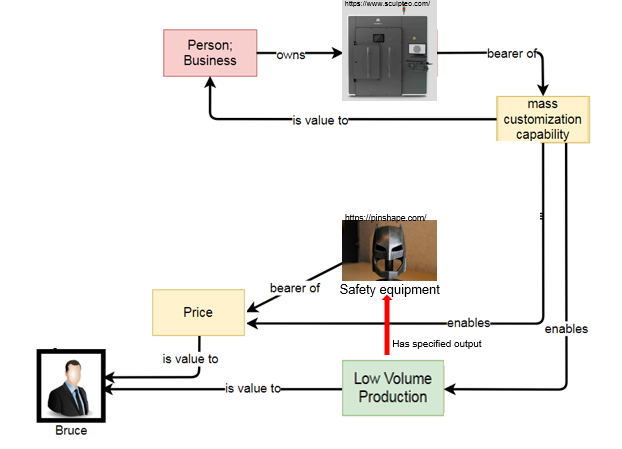 https://www.sculpteo.com/
Person;
Business
owns
bearer of
mass
customization
capability
is value to
https://pinshape.com/
Safety equipment
bearer of
Price
enables
enables
Has specified output
is value to
Low Volume
Production
is value to
Bruce